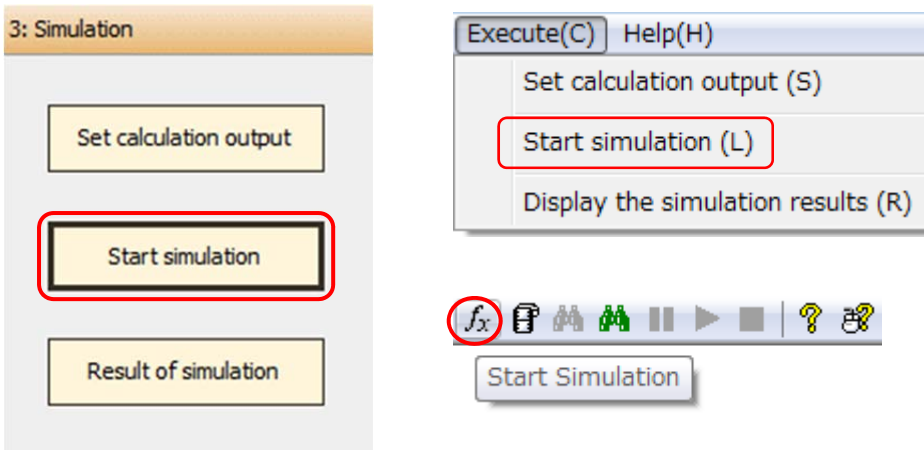 3: Simulation
Set calculation output
Start simulation
Result of simulation
Execute(C) Help(H)
Set calculation output (S)
Start simulation (L)
Display the simulation results (R)
fx
Start Simulation